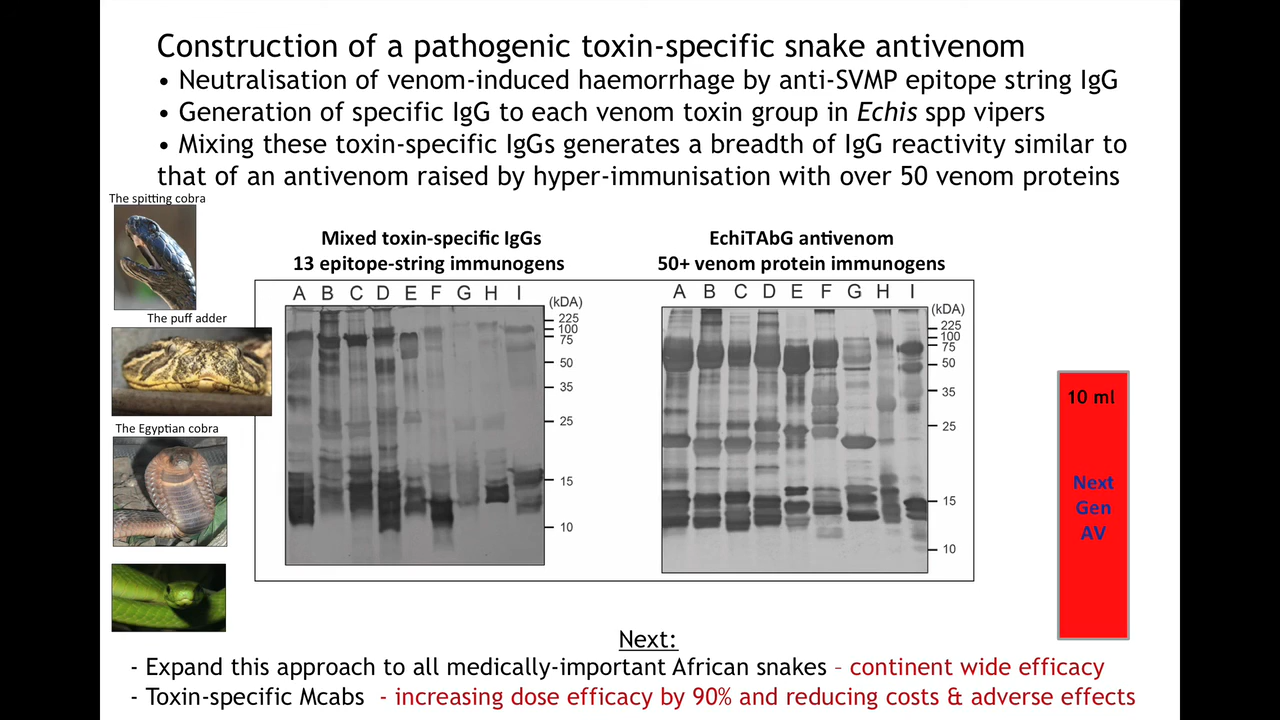 Construction of a pathogenic toxin-specific snake antivenom
• Neutralisation of venom-induced haemorrhage by anti-SVMP epitope string IgG
• Generation of specific IgG to each venom toxin group in Echis spp vipers
• Mixing these toxin-specific IgGs generates a breadth of IgG reactivity similar to
that of an antivenom raised by hyper-immunisation with over 50 venom proteins
The spitting cobra
The puff adder
The Egyptian cobra
Mixed toxin-specific IgGs
13 epitope-string immunogens
A B C D E F G H I
(kDA)
225
100
75
50
35
25
15
10
EchiTAbG antivenom
50+ venom protein immunogens
A B C D E F G H I
(kDA)
225
100
75
50
35
25
15
10
10 ml
Next
Gen
AV
Next:
- Expand this approach to all medically-important African snakes – continent wide efficacy
- Toxin-specific Mcabs - increasing dose efficacy by 90% and reducing costs & adverse effects